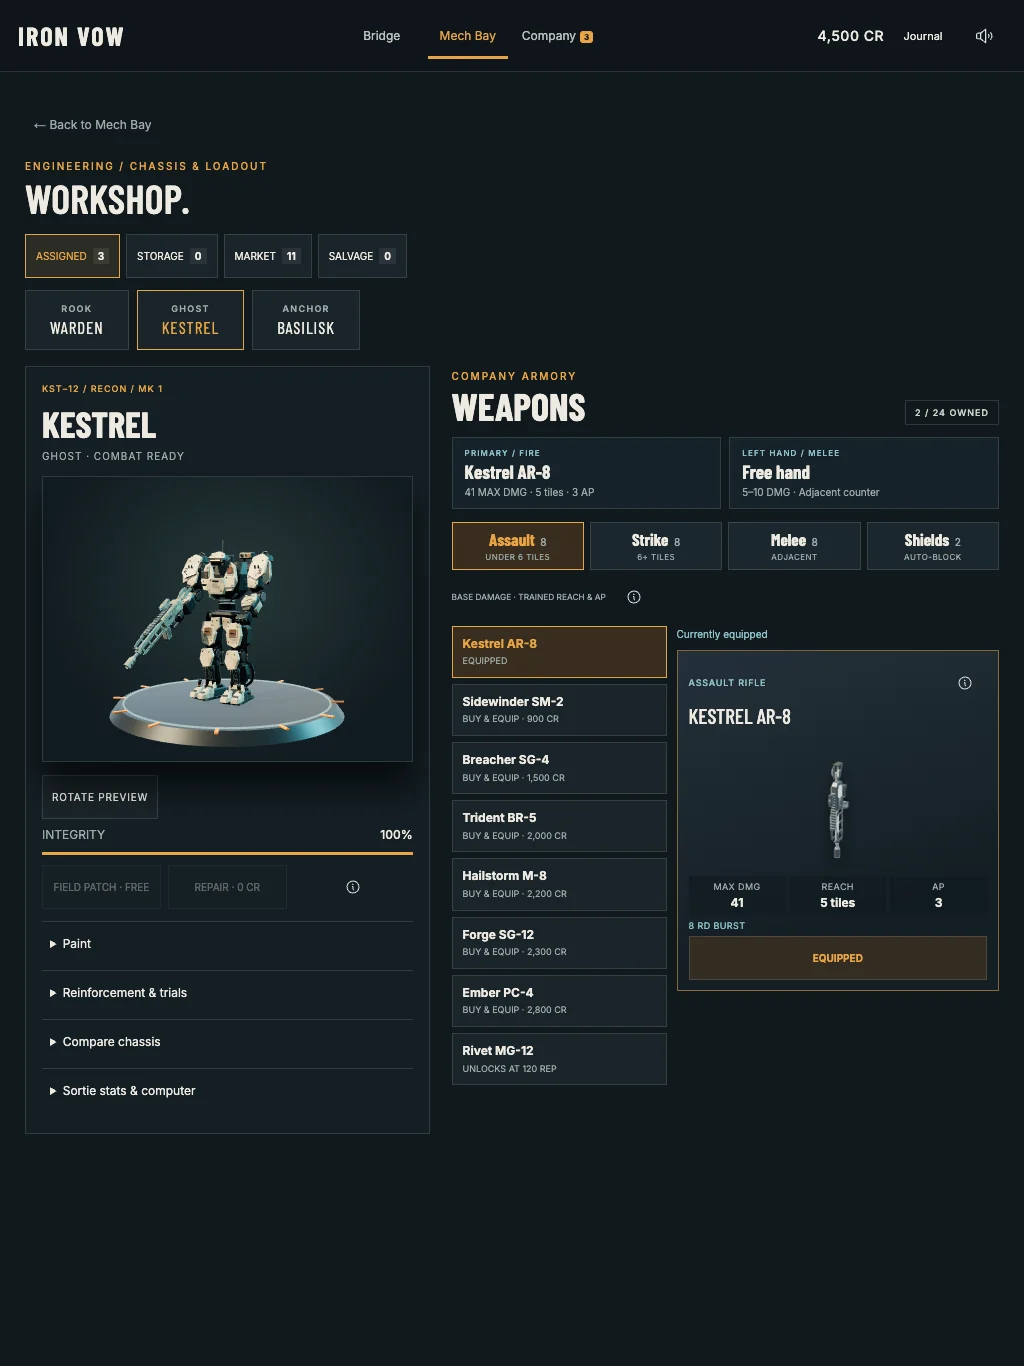 IRON VOW
Bridge
Mech Bay
Company 3
4,500 CR
Journal
← Back to Mech Bay
ENGINEERING / CHASSIS & LOADOUT
WORKSHOP.
ASSIGNED 3
STORAGE 0
MARKET 11
SALVAGE 0
ROOK
WARDEN
GHOST
KESTREL
ANCHOR
BASILISK
KST-12 / RECON / MK 1
KESTREL
GHOST · COMBAT READY
ROTATE PREVIEW
INTEGRITY 100%
FIELD PATCH · FREE
REPAIR · 0 CR
Paint
Reinforcement & trials
Compare chassis
Sortie stats & computer
COMPANY ARMORY
WEAPONS
2 / 24 OWNED
PRIMARY / FIRE
Kestrel AR-8
41 MAX DMG · 5 tiles · 3 AP
LEFT HAND / MELEE
Free hand
5–10 DMG · Adjacent counter
Assault 8
UNDER 6 TILES
Strike 8
6+ TILES
Melee 8
ADJACENT
Shields 2
AUTO-BLOCK
BASE DAMAGE · TRAINED REACH & AP
Kestrel AR-8
EQUIPPED
Sidewinder SM-2
BUY & EQUIP · 900 CR
Breacher SG-4
BUY & EQUIP · 1,500 CR
Trident BR-5
BUY & EQUIP · 2,000 CR
Hailstorm M-8
BUY & EQUIP · 2,200 CR
Forge SG-12
BUY & EQUIP · 2,300 CR
Ember PC-4
BUY & EQUIP · 2,800 CR
Rivet MG-12
UNLOCKS AT 120 REP
Currently equipped
ASSAULT RIFLE
KESTREL AR-8
MAX DMG
41
REACH
5 tiles
AP
3
8 RD BURST
EQUIPPED